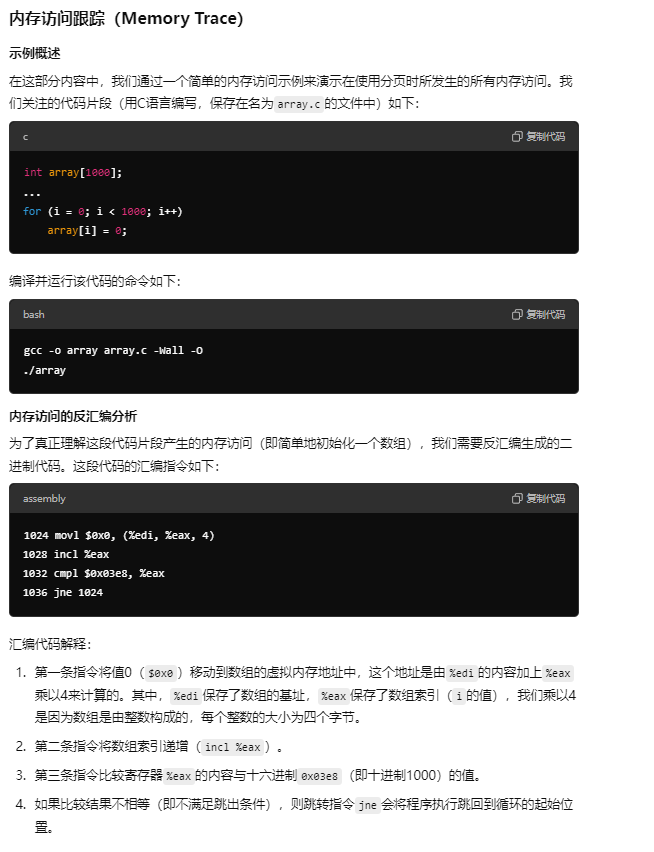 内存访问跟踪（Memory Trace）
示例概述
在这部分内容中，我们通过一个简单的内存访问示例来演示在使用分页时所发生的所有内存访问。我
们关注的代码片段（用C语言编写，保存在名为 array.c 的文件中）如下：
c 复制代码
int array[1000];
...
for (i = 0; i < 1000; i++)
    array[i] = 0;
编译并运行该代码的命令如下：
bash 复制代码
gcc -o array array.c -Wall -O
./array
内存访问的反汇编分析
为了真正理解这段代码片段产生的内存访问（即简单地初始化一个数组），我们需要反汇编生成的二
进制代码。这段代码的汇编指令如下：
assembly 复制代码
1024 movl $0x0, (%edi, %eax, 4)
1028 incl %eax
1032 cmpl $0x03e8, %eax
1036 jne 1024
汇编代码解释：
1. 第一条指令将值0（ $0x0 ）移动到数组的虚拟内存地址中，这个地址是由 %edi 的内容加上 %eax
乘以4来计算的。其中， %edi 保存了数组的基址， %eax 保存了数组索引（ i 的值），我们乘以4
是因为数组是由整数构成的，每个整数的大小为四个字节。
2. 第二条指令将数组索引递增（ incl %eax ）。
3. 第三条指令比较寄存器 %eax 的内容与十六进制 0x03e8 （即十进制1000）的值。
4. 如果比较结果不相等（即不满足跳出条件），则跳转指令 jne 会将程序执行跳回到循环的起始位
置。